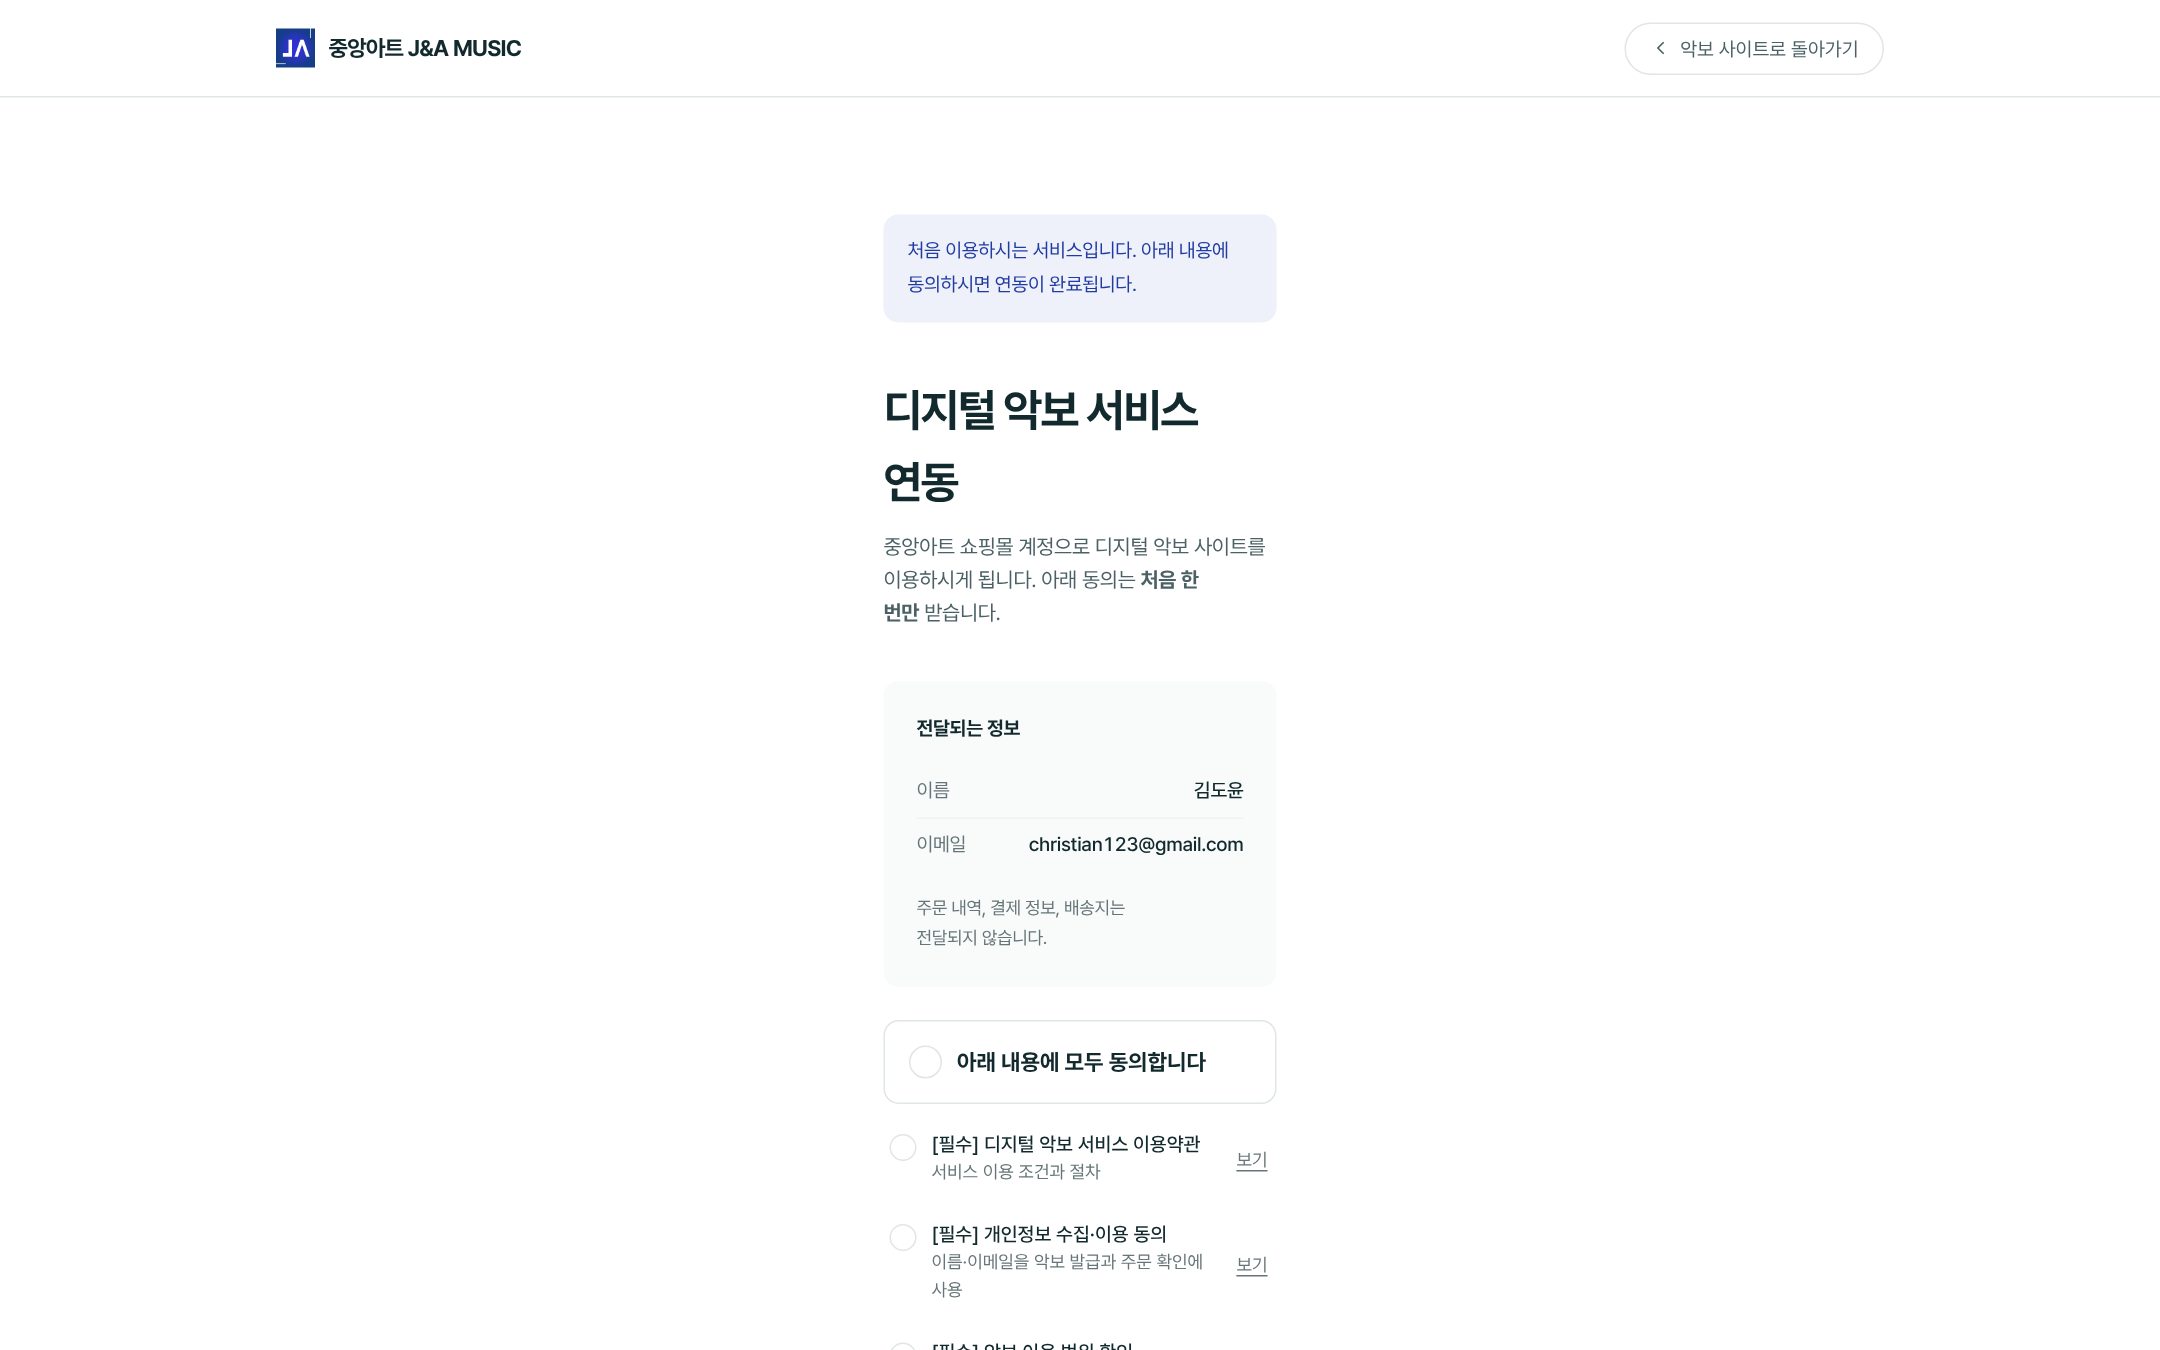 JA 중앙아트 J&A MUSIC
악보 사이트로 돌아가기
처음 이용하시는 서비스입니다. 아래 내용에
동의하시면 연동이 완료됩니다.
디지털 악보 서비스
연동
중앙아트 쇼핑몰 계정으로 디지털 악보 사이트를
이용하시게 됩니다. 아래 동의는 처음 한
번만 받습니다.
전달되는 정보
이름 김도윤
이메일 christian123@gmail.com
주문 내역, 결제 정보, 배송지는
전달되지 않습니다.
아래 내용에 모두 동의합니다
[필수] 디지털 악보 서비스 이용약관
서비스 이용 조건과 절차
보기
[필수] 개인정보 수집·이용 동의
이름·이메일을 악보 발급과 주문 확인에
사용
보기
[필수] 악보 이용 범위 확인